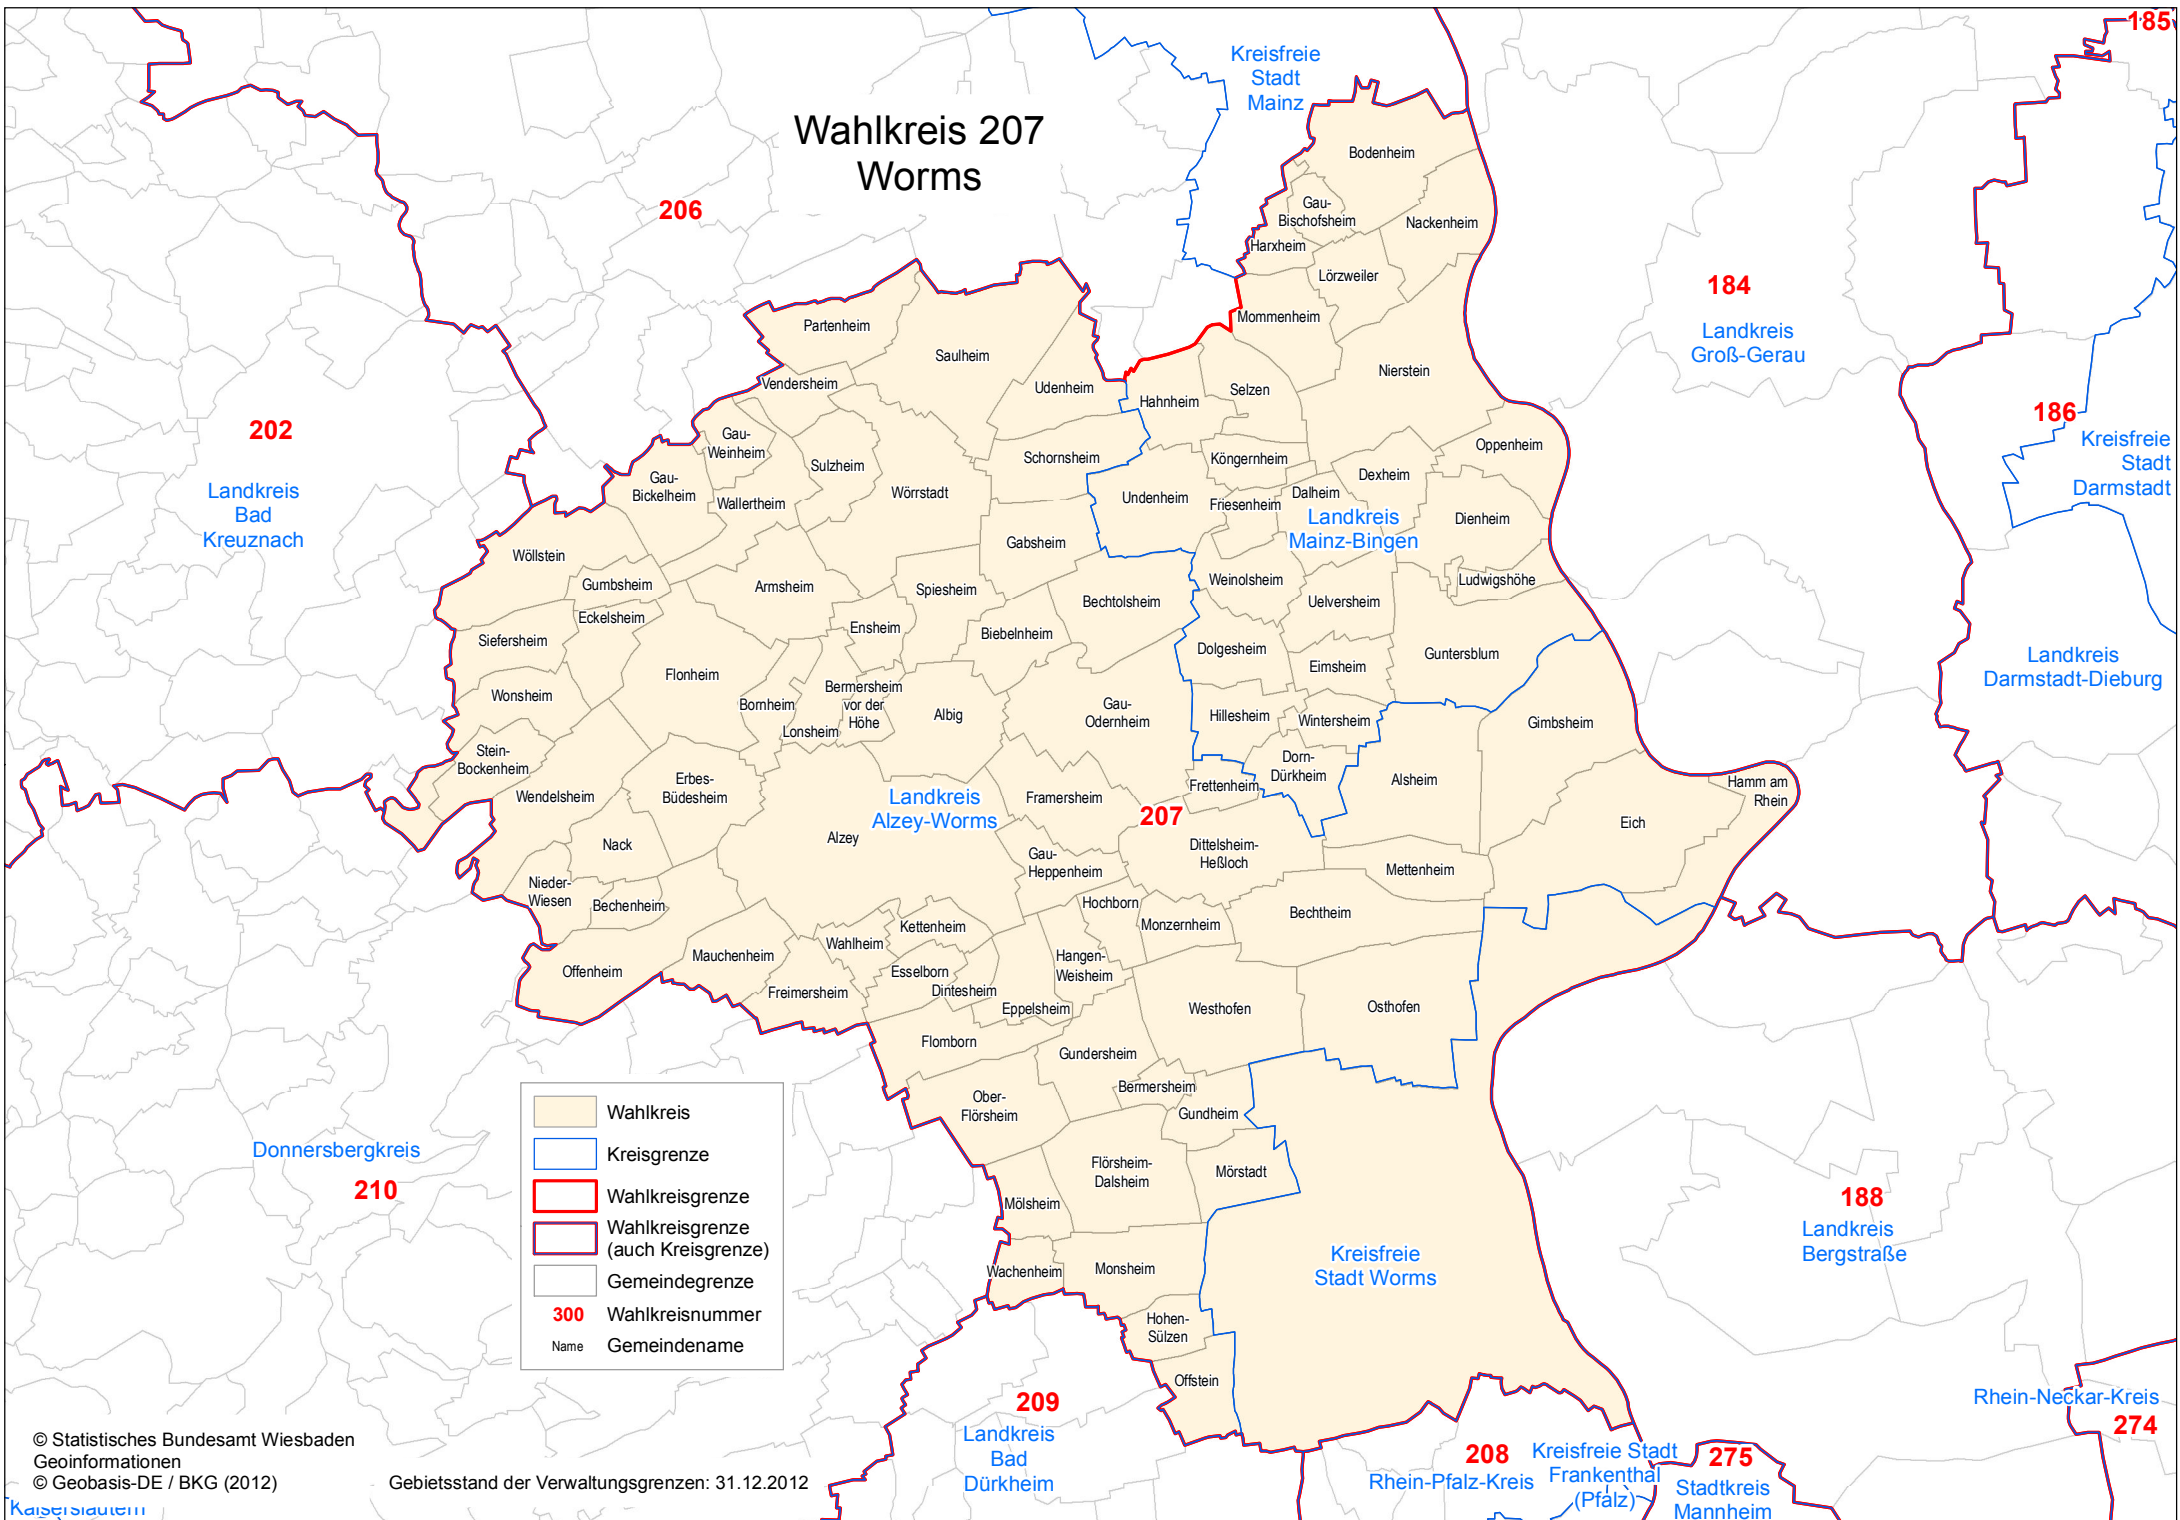 185
Kreisfreie
Stadt
Mainz
Wahlkreis 207
Worms
Bodenheim
206
Gau-
Bischofsheim
Nackenheim
Harxheim
Lörzweiler
184
Landkreis
Groß-Gerau
Mommenheim
Partenheim
Saulheim
Vendersheim
Udenheim
Hahnheim
Selzen
Nierstein
202
Landkreis
Bad
Kreuznach
186
Kreisfreie
Stadt
Darmstadt
Gau-
Weinheim
Sulzheim
Schornsheim
Köngernheim
Oppenheim
Gau-
Bickelheim
Wallertheim
Wörrstadt
Undenheim
Friesenheim
Dalheim
Dexheim
Landkreis
Mainz-Bingen
Dienheim
Wöllstein
Gabsheim
Gumbsheim
Armsheim
Spiesheim
Bechtolsheim
Weinolsheim
Ludwigshöhe
Uelversheim
Eckelsheim
Ensheim
Biebelnheim
Siefersheim
Dolgesheim
Eimsheim
Guntersblum
Landkreis
Darmstadt-Dieburg
Flonheim
Wonsheim
Bornheim
Lonsheim
Bermersheim
vor der
Höhe
Albig
Gau-
Odernheim
Hillesheim
Wintersheim
Gimbsheim
Stein-
Bockenheim
Dorn-
Dürkheim
Alsheim
Hamm am
Rhein
Wendelsheim
Erbes-
Büdesheim
Landkreis
Alzey-Worms
Framersheim
Frettenheim
207
Eich
Nack
Alzey
Dittelsheim-
Heßloch
Gau-
Heppenheim
Mettenheim
Nieder-
Wiesen
Bechenheim
Hochborn
Bechtheim
Monzernheim
Kettenheim
Wahlheim
Mauchenheim
Offenheim
Freimersheim
Esselborn
Dintesheim
Hangen-
Weisheim
Eppelsheim
Westhofen
Osthofen
Flomborn
Gundersheim
Bermersheim
Ober-
Flörsheim
Gundheim
Flörsheim-
Dalsheim
Mörstadt
Mölsheim
Donnersbergkreis
210
188
Landkreis
Bergstraße
Kreisfreie
Stadt Worms
Wachenheim
Monsheim
Hohen-
Sülzen
Offstein
Wahlkreis
Kreisgrenze
Wahlkreisgrenze
Wahlkreisgrenze
(auch Kreisgrenze)
Gemeindegrenze
300 Wahlkreisnummer
Name Gemeindename
209
Landkreis
Bad
Dürkheim
208
Rhein-Pfalz-Kreis
Kreisfreie Stadt
Frankenthal
(Pfalz)
275
Stadtkreis
Mannheim
Rhein-Neckar-Kreis
274
© Statistisches Bundesamt Wiesbaden
Geoinformationen
© Geobasis-DE / BKG (2012)
Gebietsstand der Verwaltungsgrenzen: 31.12.2012
Kaiserslautern